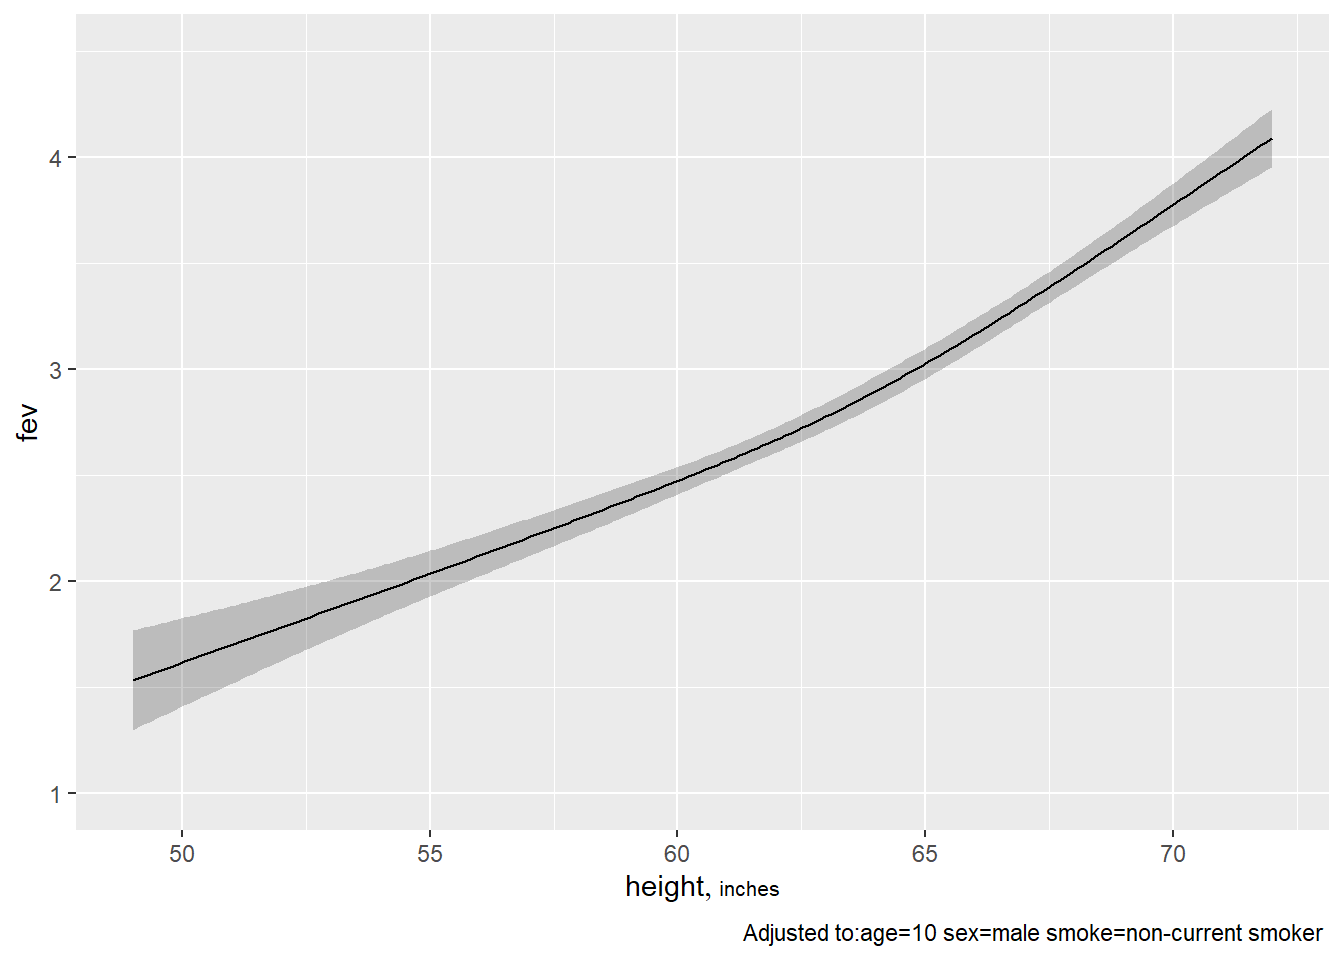 fev
4
3
2
1
50 55 60 65 70
height, inches
Adjusted to:age=10 sex=male smoke=non-current smoker